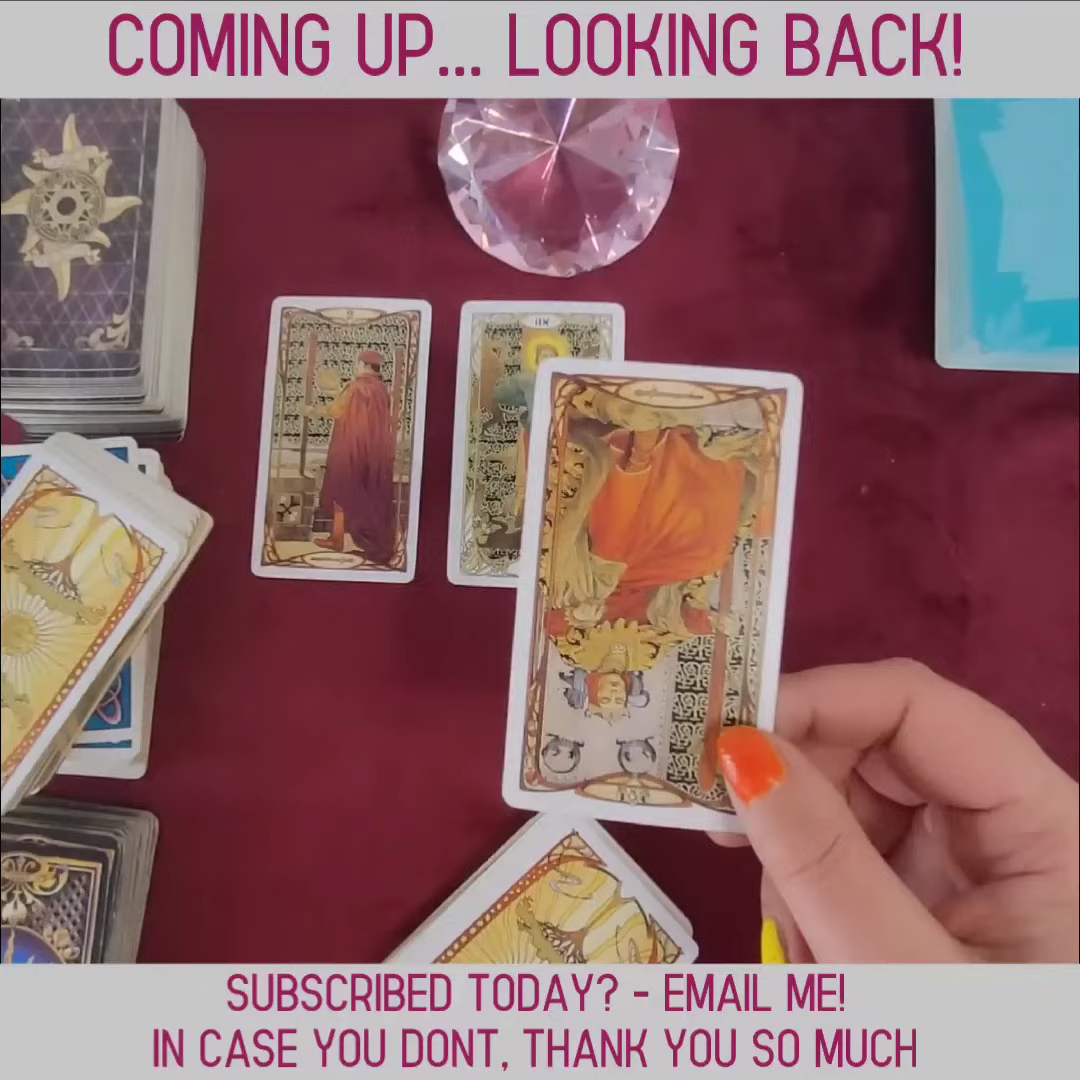 COMING UP... LOOKING BACK!
SUBSCRIBED TODAY? - EMAIL ME!
IN CASE YOU DONT, THANK YOU SO MUCH